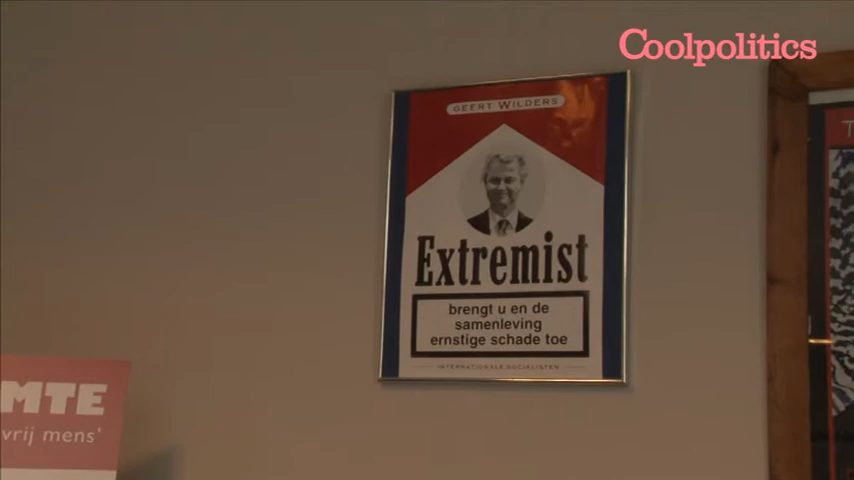 Coolpolitics
GEERT WILDERS
Extremist
brengt u en de
samenleving
ernstige schade toe
INTERNATIONALE SOCIALISTEN
MTE
vrij mens'
T